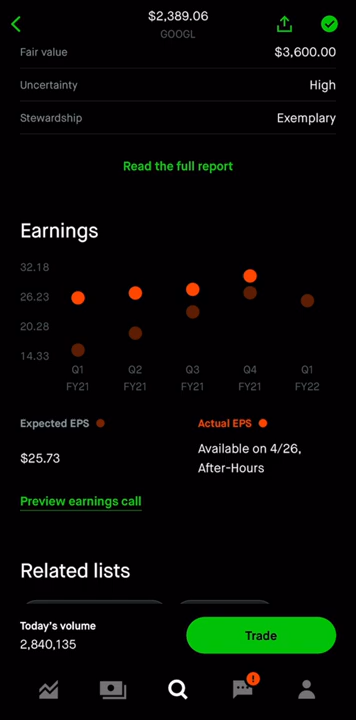 $2,389.06
GOOGL
Fair value $3,600.00
Uncertainty High
Stewardship Exemplary
Read the full report
Earnings
32.18
26.23
20.28
14.33
Q1 Q2 Q3 Q4 Q1
FY21 FY21 FY21 FY21 FY22
Expected EPS Actual EPS
$25.73
Available on 4/26,
After-Hours
Preview earnings call
Related lists
Today's volume
2,840,135
Trade
!